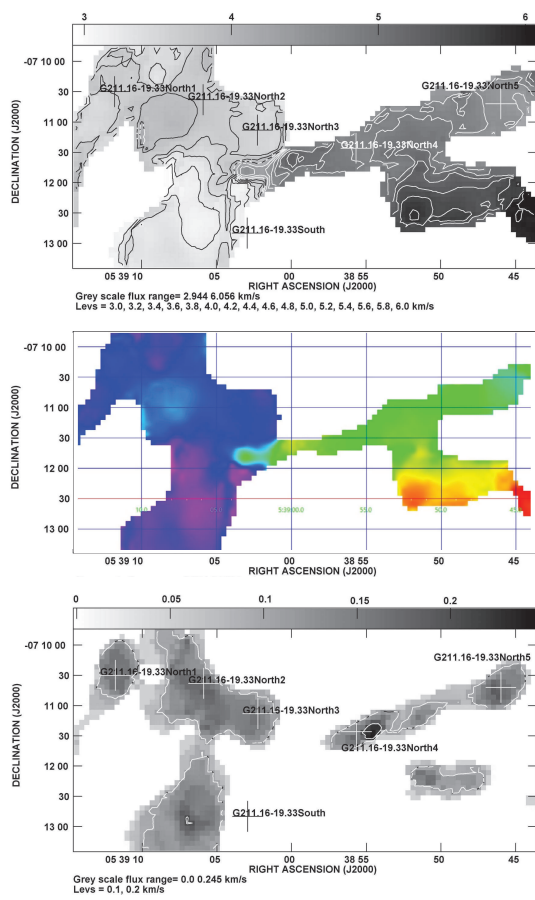 3 4 5 6
-07 10 00
30
11 00
30
12 00
30
13 00
DECLINATION (J2000)
G211.16-19.33North1
G211.16-19.33North2
G211.16-19.33North3
G211.16-19.33North4
G211.16-19.33North5
G211.16-19.33South
05 39 10 05 00 38 55 50 45
RIGHT ASCENSION (J2000)
Grey scale flux range= 2.944 6.056 km/s
Levs = 3.0, 3.2, 3.4, 3.6, 3.8, 4.0, 4.2, 4.4, 4.6, 4.8, 5.0, 5.2, 5.4, 5.6, 5.8, 6.0 km/s
-07 10 00
30
11 00
30
12 00
30
13 00
DECLINATION (J2000)
5:39:00.0 55.0 50.0
05 39 10 05 00 38 55 50 45
RIGHT ASCENSION (J2000)
0 0.05 0.1 0.15 0.2
-07 10 00
30
11 00
30
12 00
30
13 00
DECLINATION (J2000)
G211.16-19.33North1
G211.16-19.33North2
G211.16-19.33North3
G211.16-19.33North4
G211.16-19.33North5
G211.16-19.33South
05 39 10 05 00 38 55 50 45
RIGHT ASCENSION (J2000)
Grey scale flux range= 0.0 0.245 km/s
Levs = 0.1, 0.2 km/s